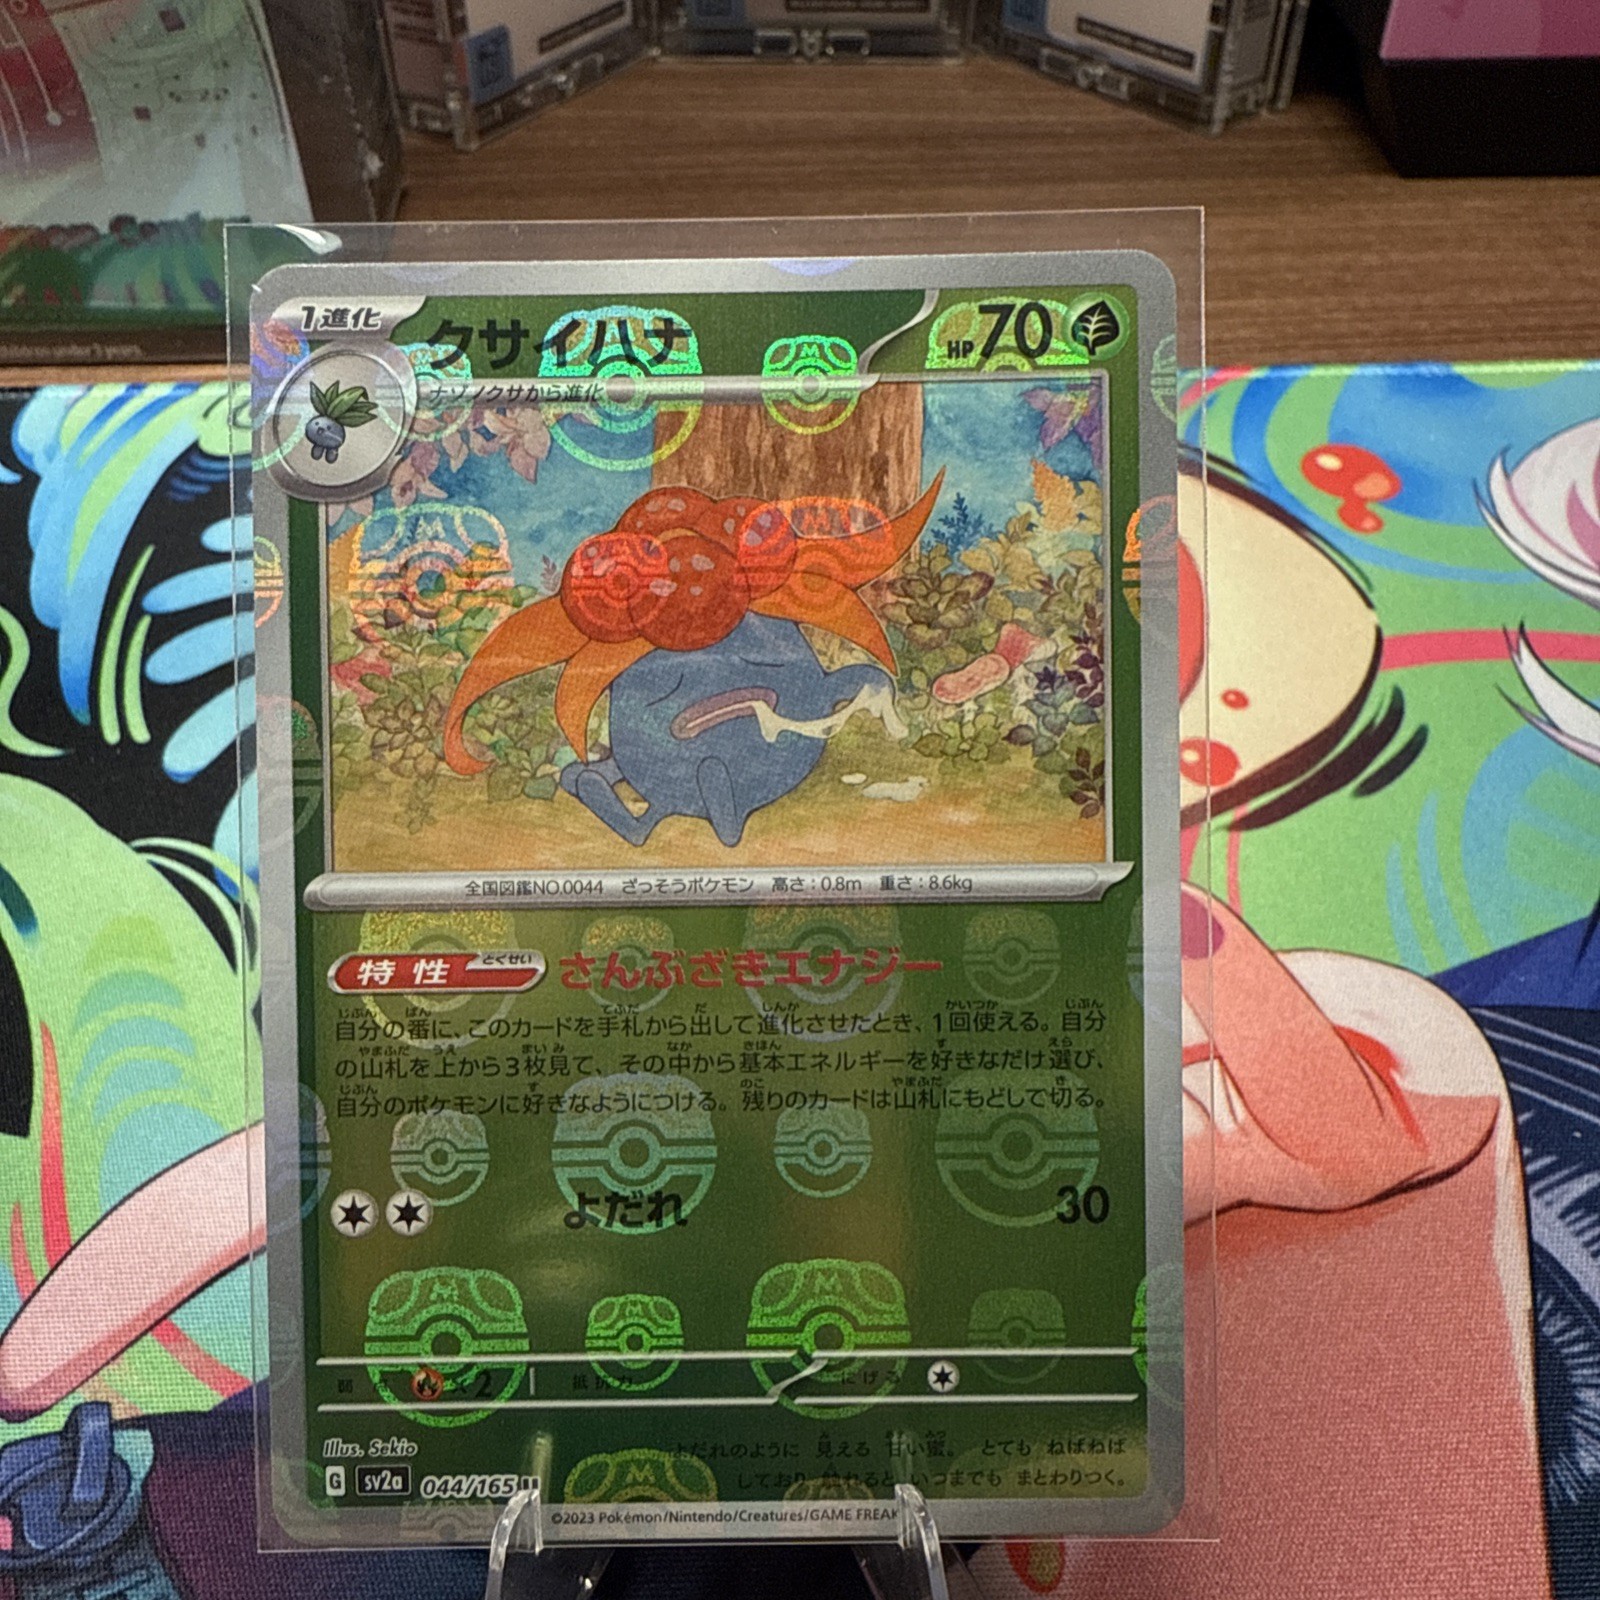 1進化
クサイハナ
HP 70
ナゾノクサから進化
全国図鑑NO.0044 ざっそうポケモン 高さ:0.8m 重さ:8.6kg
特性 とくせい さんぶざきエナジー
自分の番に、このカードを手札から出して進化させたとき、1回使える。自分
の山札を上から3枚見て、その中から基本エネルギーを好きなだけ選び、
自分のポケモンに好きなようにつける。残りのカードは山札にもどして切る。
よだれ 30
弱点 ×2 抵抗力 にげる
Illus. Sekio
よだれのように 見える 甘い蜜。 とても ねばねば
G sv2a 044/165 U
しており 触れると いつまでも まとわりつく。
©2023 Pokémon/Nintendo/Creatures/GAME FREAK